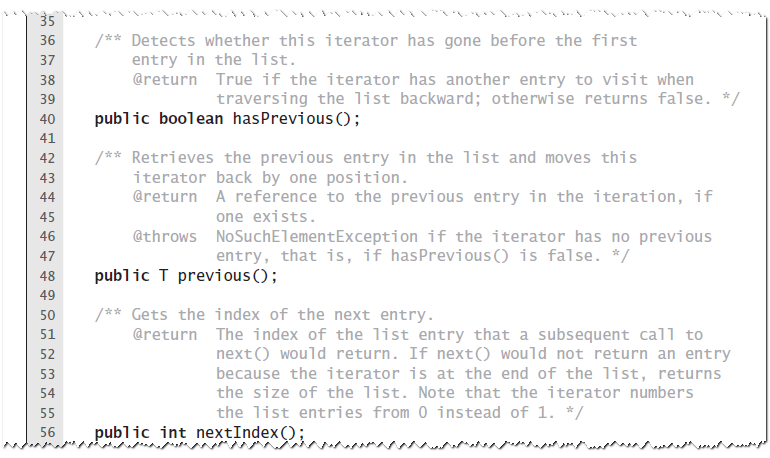 35
36 /** Detects whether this iterator has gone before the first
37 entry in the list.
38 @return True if the iterator has another entry to visit when
39 traversing the list backward; otherwise returns false. */
40 public boolean hasPrevious();
41
42 /** Retrieves the previous entry in the list and moves this
43 iterator back by one position.
44 @return A reference to the previous entry in the iteration, if
45 one exists.
46 @throws NoSuchElementException if the iterator has no previous
47 entry, that is, if hasPrevious() is false. */
48 public T previous();
49
50 /** Gets the index of the next entry.
51 @return The index of the list entry that a subsequent call to
52 next() would return. If next() would not return an entry
53 because the iterator is at the end of the list, returns
54 the size of the list. Note that the iterator numbers
55 the list entries from 0 instead of 1. */
56 public int nextIndex();